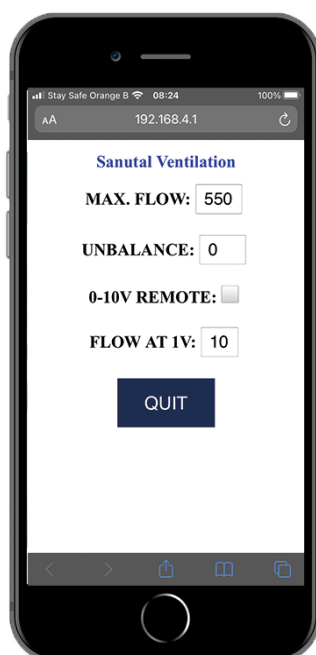 Stay Safe Orange B 08:24 100%
AA 192.168.4.1
Sanutal Ventilation
MAX. FLOW: 550
UNBALANCE: 0
0-10V REMOTE:
FLOW AT 1V: 10
QUIT